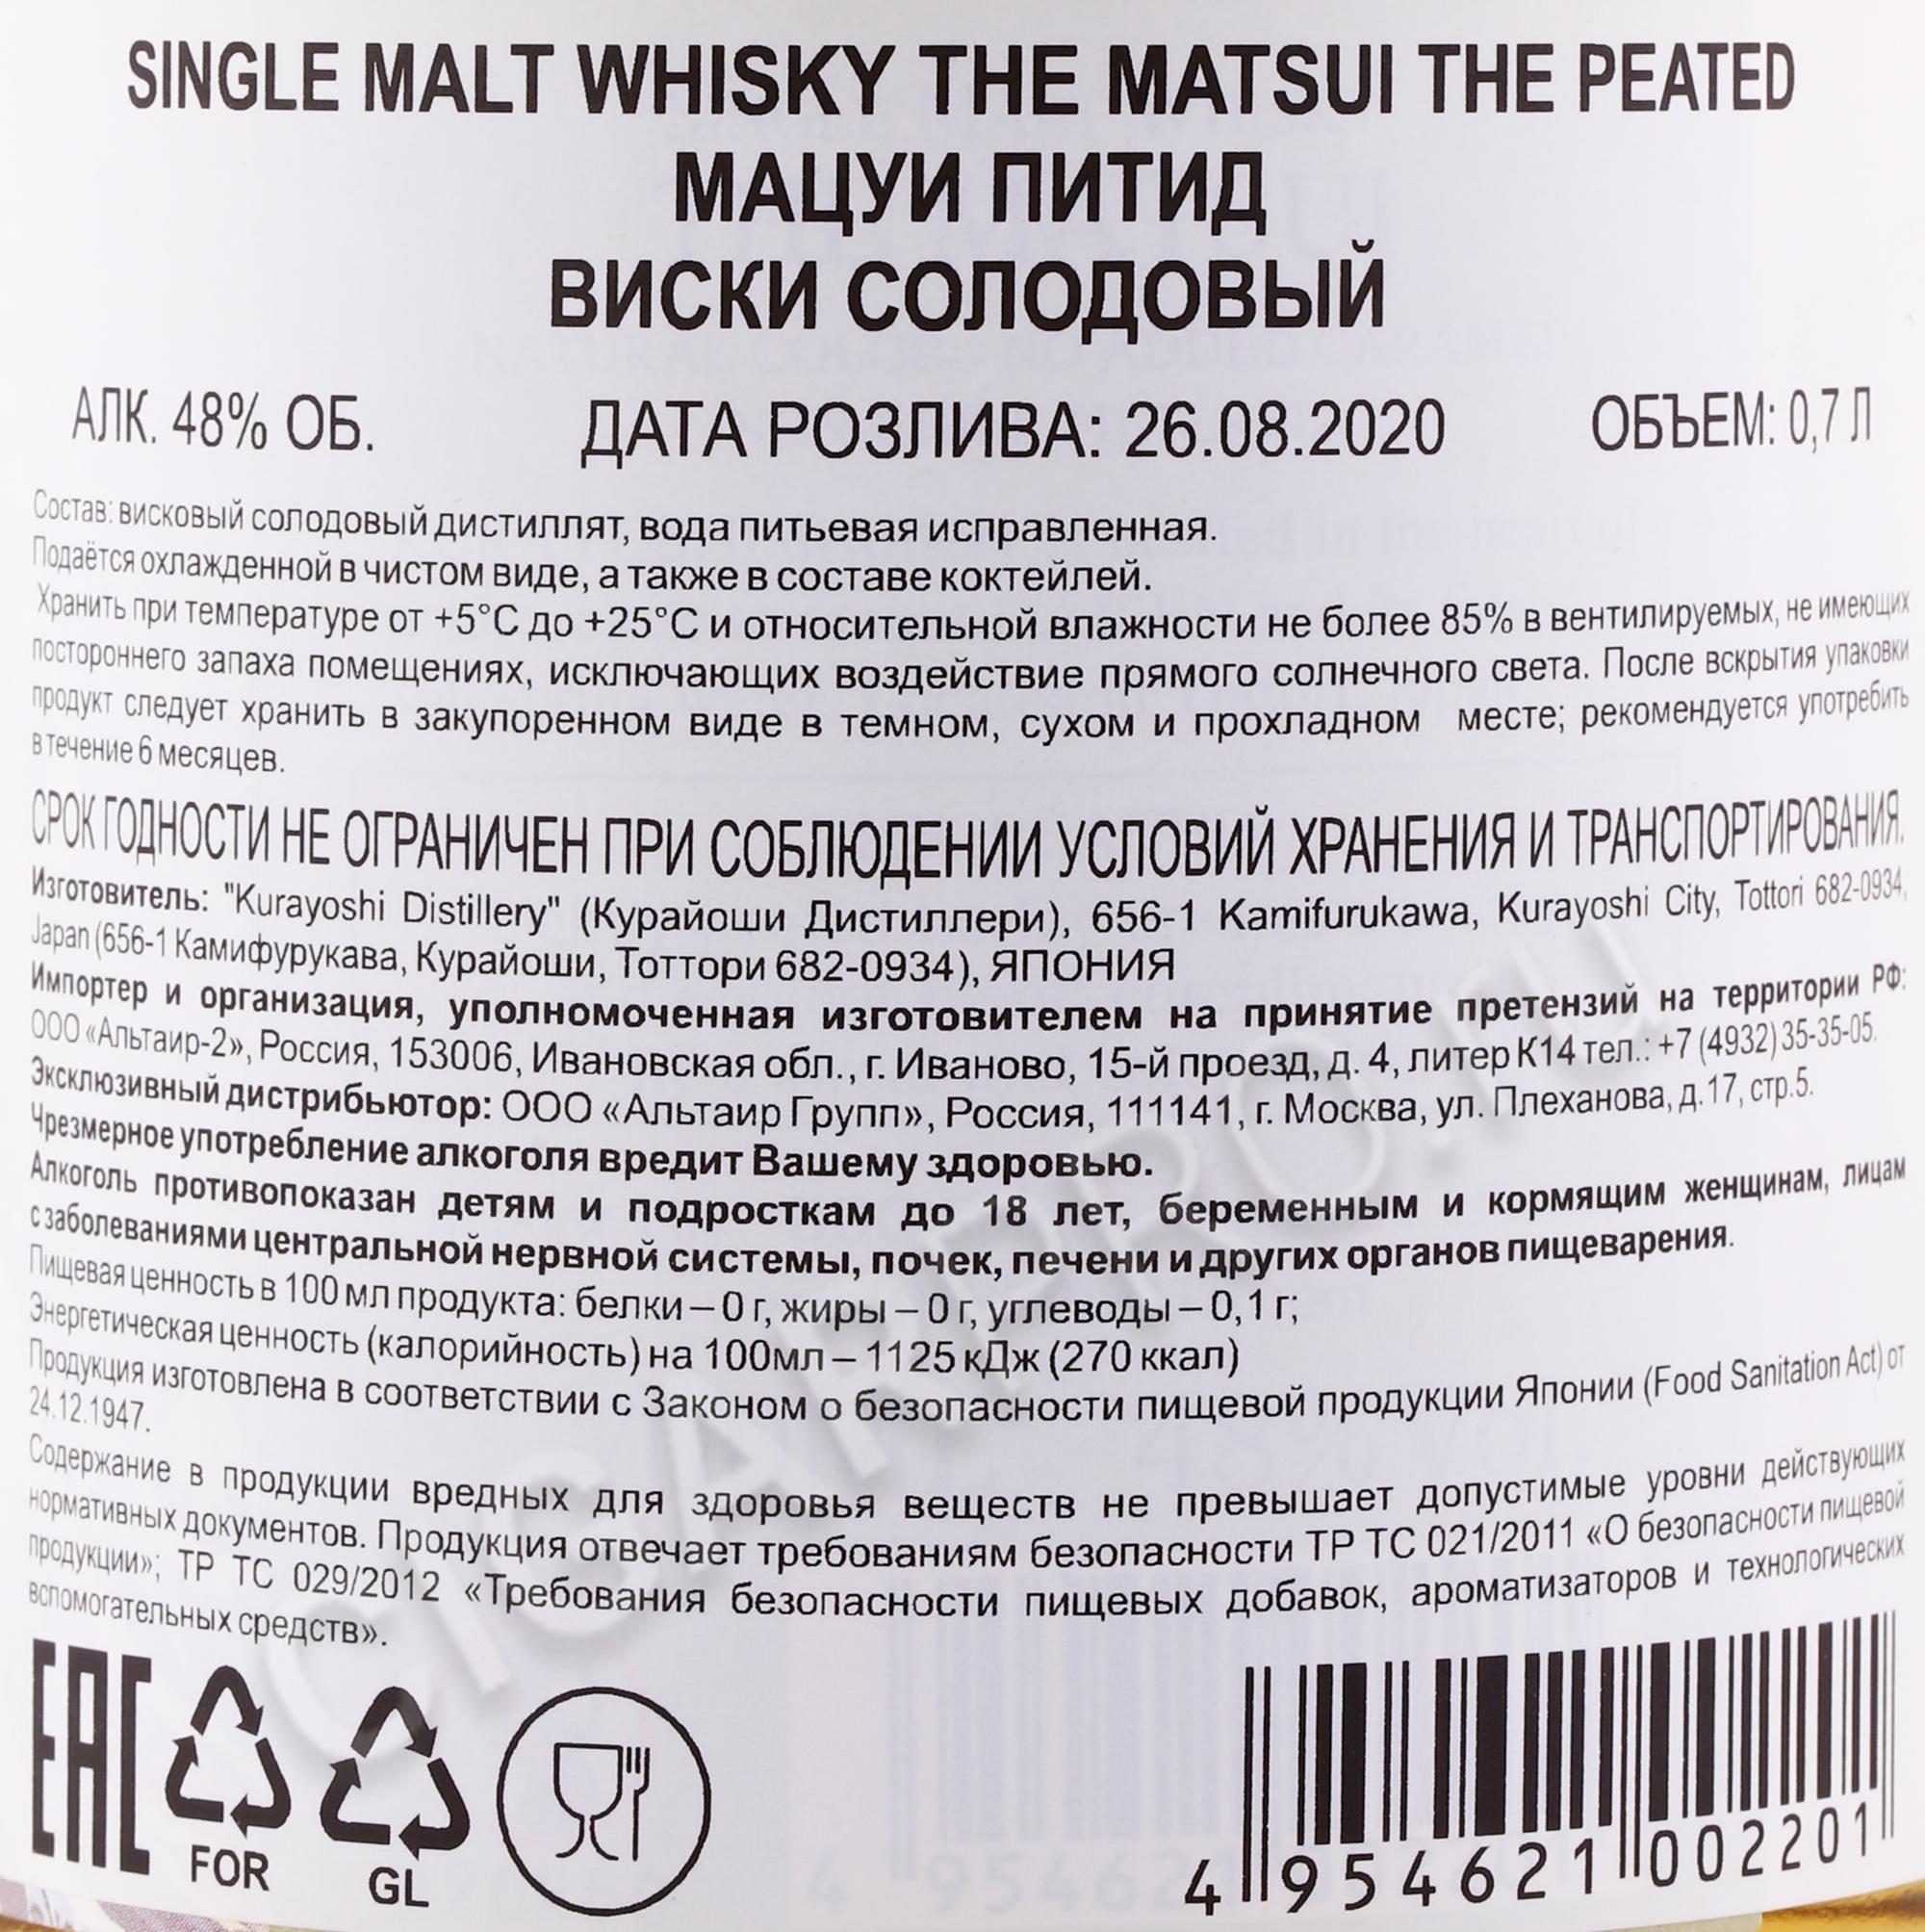 SINGLE MALT WHISKY THE MATSUI THE PEATED
МАЦУИ ПИТИД
ВИСКИ СОЛОДОВЫЙ
АЛК. 48% ОБ. ДАТА РОЗЛИВА: 26.08.2020 ОБЪЕМ: 0,7 Л
Состав: висковый солодовый дистиллят, вода питьевая исправленная.
Подаётся охлажденной в чистом виде, а также в составе коктейлей.
Хранить при температуре от +5°С до +25°С и относительной влажности не более 85% в вентилируемых, не имеющих
постороннего запаха помещениях, исключающих воздействие прямого солнечного света. После вскрытия упаковки
продукт следует хранить в закупоренном виде в темном, сухом и прохладном месте; рекомендуется употребить
в течение 6 месяцев.
СРОК ГОДНОСТИ НЕ ОГРАНИЧЕН ПРИ СОБЛЮДЕНИИ УСЛОВИЙ ХРАНЕНИЯ И ТРАНСПОРТИРОВАНИЯ.
Изготовитель: "Kurayoshi Distillery" (Курайоши Дистиллери), 656-1 Kamifurukawa, Kurayoshi City, Tottori 682-0934,
Japan (656-1 Камифурукава, Курайоши, Тоттори 682-0934), ЯПОНИЯ
Импортер и организация, уполномоченная изготовителем на принятие претензий на территории РФ:
ООО «Альтаир-2», Россия, 153006, Ивановская обл., г. Иваново, 15-й проезд, д. 4, литер К14 тел.: +7 (4932) 35-35-05.
Эксклюзивный дистрибьютор: ООО «Альтаир Групп», Россия, 111141, г. Москва, ул. Плеханова, д.17, стр.5.
Чрезмерное употребление алкоголя вредит Вашему здоровью.
Алкоголь противопоказан детям и подросткам до 18 лет, беременным и кормящим женщинам, лицам
с заболеваниями центральной нервной системы, почек, печени и других органов пищеварения.
Пищевая ценность в 100 мл продукта: белки – 0 г, жиры – 0 г, углеводы – 0,1 г;
Энергетическая ценность (калорийность) на 100мл – 1125 кДж (270 ккал)
Продукция изготовлена в соответствии с Законом о безопасности пищевой продукции Японии (Food Sanitation Act) от
24.12.1947.
Содержание в продукции вредных для здоровья веществ не превышает допустимые уровни действующих
нормативных документов. Продукция отвечает требованиям безопасности ТР ТС 021/2011 «О безопасности пищевой
продукции»; ТР ТС 029/2012 «Требования безопасности пищевых добавок, ароматизаторов и технологических
вспомогательных средств».
EAC
FOR
GL
4 954621 002201
CIGARPRO.ru